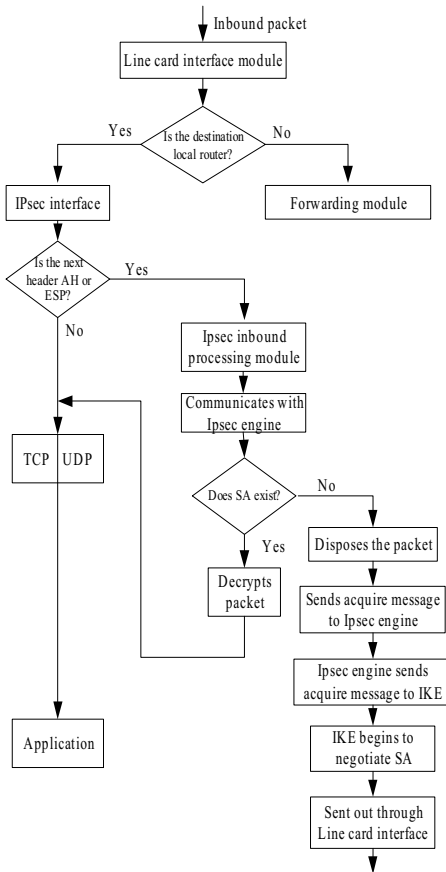 Inbound packet
Line card interface module
Yes
Is the destination
local router?
No
IPsec interface
Forwarding module
Is the next
header AH or
ESP?
Yes
No
Ipsec inbound
processing module
Communicates with
Ipsec engine
TCP UDP
Does SA exist?
No
Yes
Disposes the packet
Decrypts
packet
Sends acquire message
to Ipsec engine
Ipsec engine sends
acquire message to IKE
Application
IKE begins to
negotiate SA
Sent out through
Line card interface